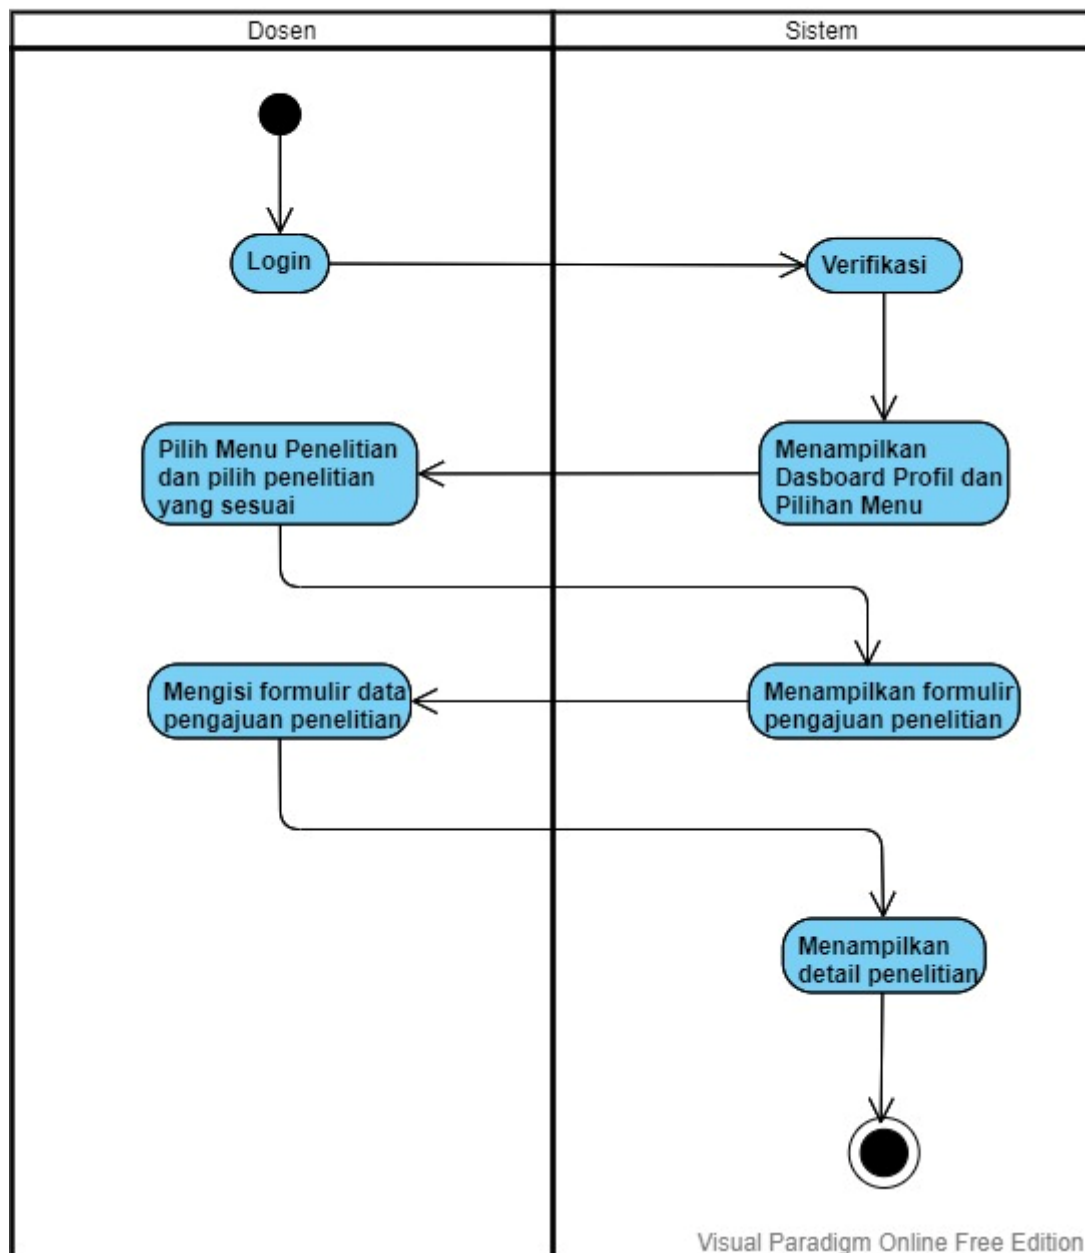 Dosen
Sistem
Login
Verifikasi
Pilih Menu Penelitian
dan pilih penelitian
yang sesuai
Menampilkan
Dasboard Profil dan
Pilihan Menu
Mengisi formulir data
pengajuan penelitian
Menampilkan formulir
pengajuan penelitian
Menampilkan
detail penelitian
Visual Paradigm Online Free Edition